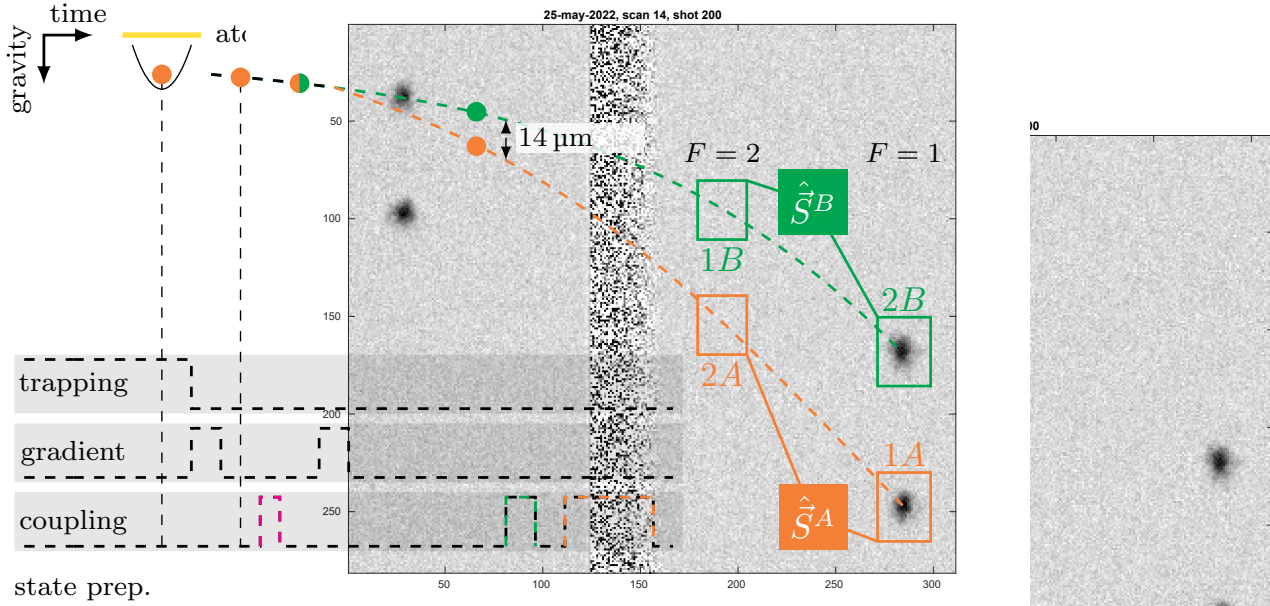 25-may-2022, scan 14, shot 200
time
gravity
14 µm
F = 2
F = 1
Ŝ⃗^B
1B
2B
2A
1A
Ŝ⃗^A
trapping
gradient
coupling
state prep.
50
100
150
200
250
50
100
150
200
250
300
00